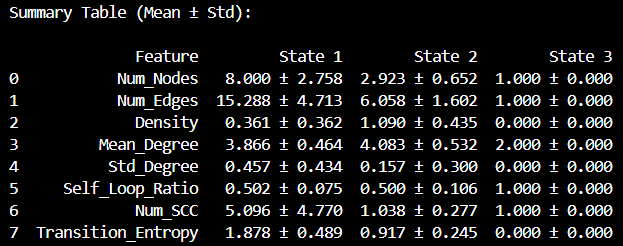 Summary Table (Mean ± Std):
Feature State 1 State 2 State 3
0 Num_Nodes 8.000 ± 2.758 2.923 ± 0.652 1.000 ± 0.000
1 Num_Edges 15.288 ± 4.713 6.058 ± 1.602 1.000 ± 0.000
2 Density 0.361 ± 0.362 1.090 ± 0.435 0.000 ± 0.000
3 Mean_Degree 3.866 ± 0.464 4.083 ± 0.532 2.000 ± 0.000
4 Std_Degree 0.457 ± 0.434 0.157 ± 0.300 0.000 ± 0.000
5 Self_Loop_Ratio 0.502 ± 0.075 0.500 ± 0.106 1.000 ± 0.000
6 Num_SCC 5.096 ± 4.770 1.038 ± 0.277 1.000 ± 0.000
7 Transition_Entropy 1.878 ± 0.489 0.917 ± 0.245 0.000 ± 0.000